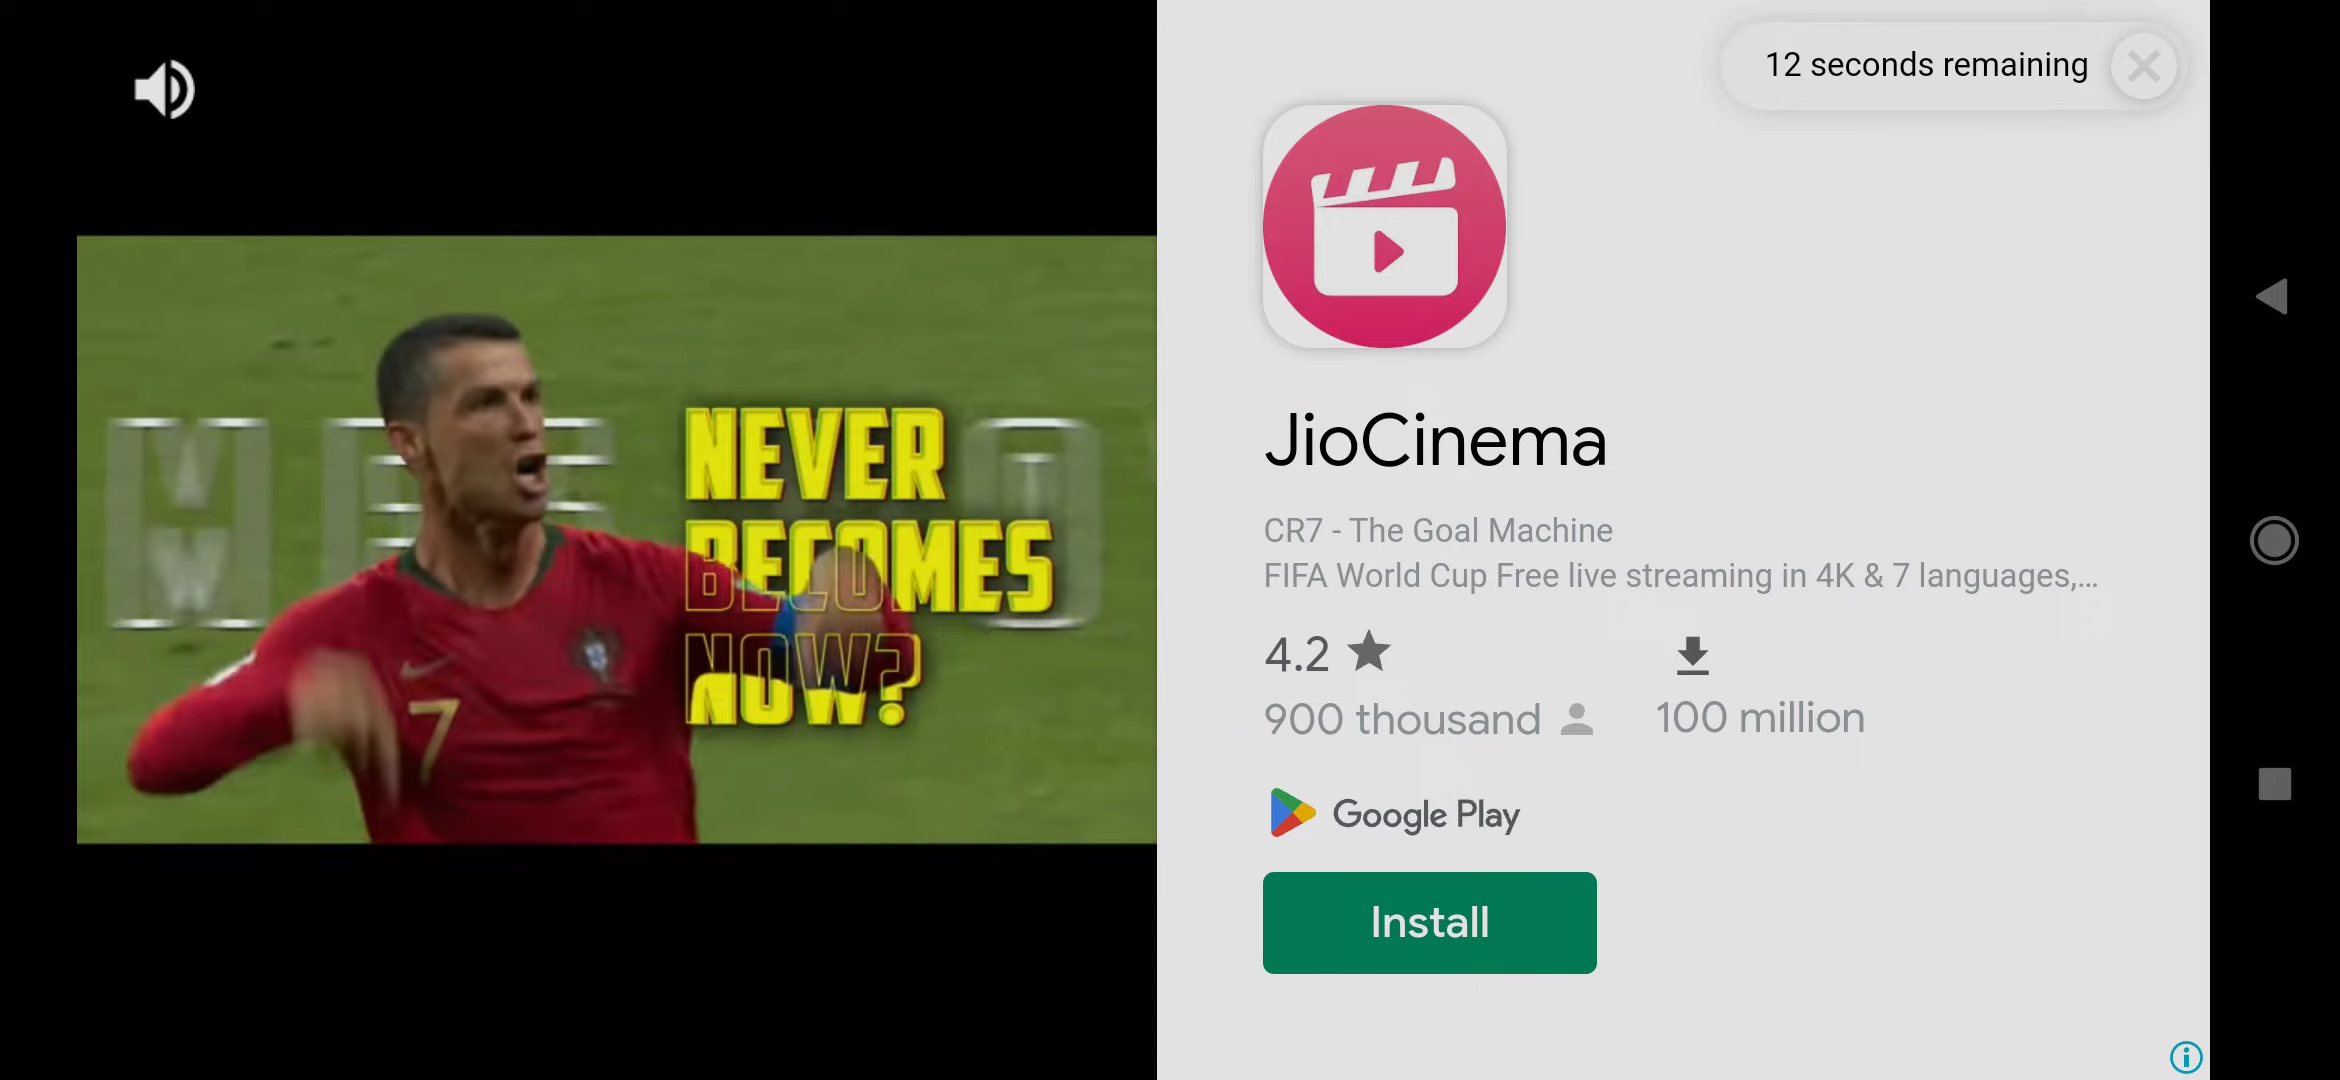 NEVER
BECOMES
NOW?
7
12 seconds remaining
JioCinema
CR7 - The Goal Machine
FIFA World Cup Free live streaming in 4K & 7 languages,...
4.2
900 thousand
100 million
Google Play
Install